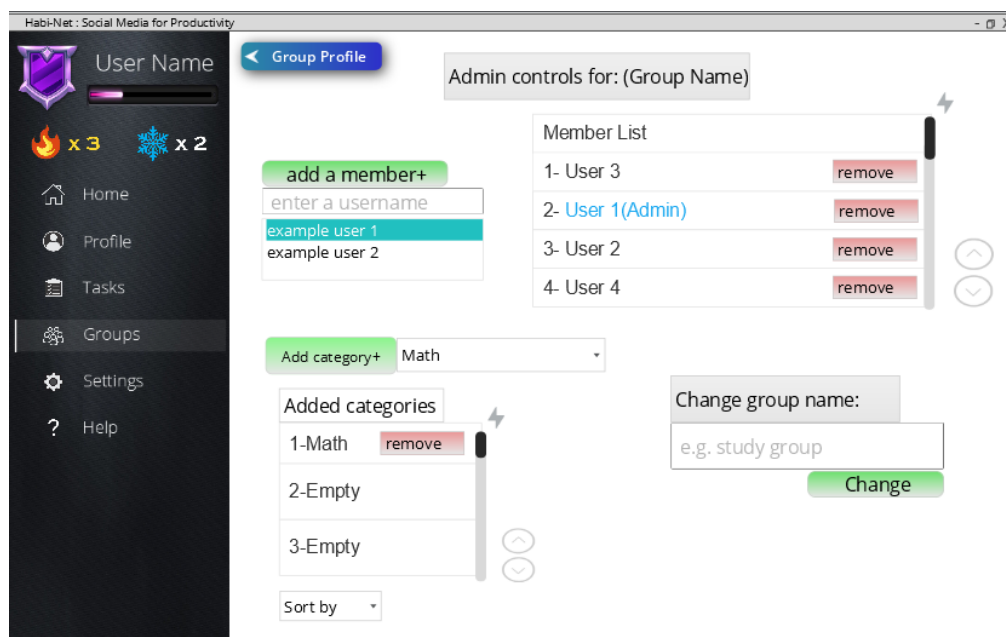 Habi-Net : Social Media for Productivity
User Name
x 3
x 2
Home
Profile
Tasks
Groups
Settings
Help
Group Profile
Admin controls for: (Group Name)
add a member+
enter a username
example user 1
example user 2
Member List
1- User 3 remove
2- User 1(Admin) remove
3- User 2 remove
4- User 4 remove
Add category+ Math
Added categories
1-Math remove
2-Empty
3-Empty
Sort by
Change group name:
e.g. study group
Change